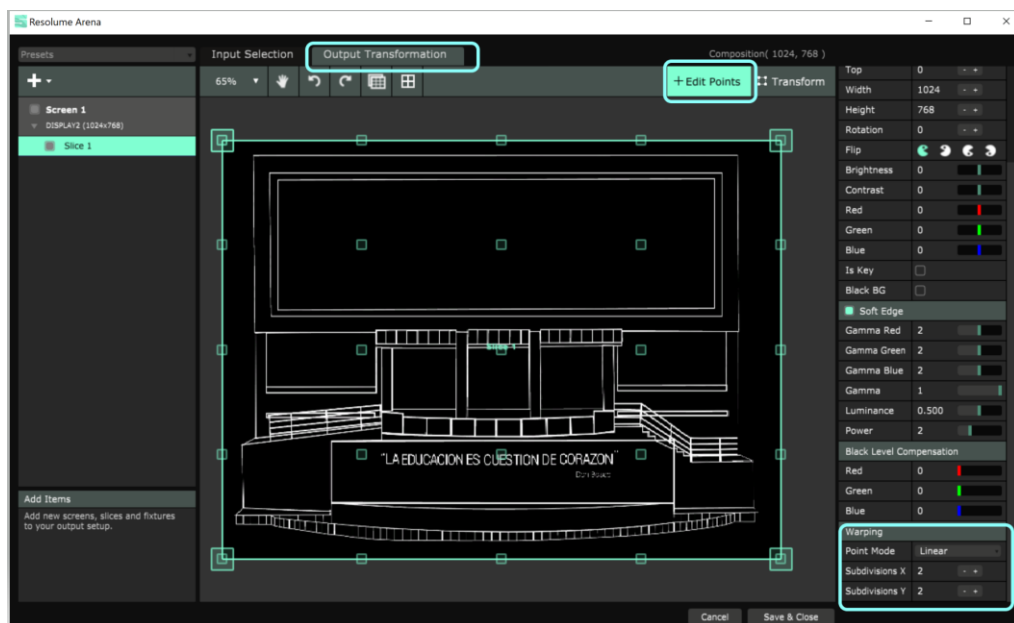 Resolume Arena
Presets
Input Selection
Output Transformation
Composition( 1024, 768 )
65%
+ Edit Points
Transform
Screen 1
DISPLAY2 (1024x768)
Slice 1
Top 0 - +
Width 1024 - +
Height 768 - +
Rotation 0 - +
Flip
Brightness 0
Contrast 0
Red 0
Green 0
Blue 0
Is Key
Black BG
Soft Edge
Gamma Red 2
Gamma Green 2
Gamma Blue 2
Gamma 1
Luminance 0.500
Power 2
Black Level Compensation
Red 0
Green 0
Blue 0
Warping
Point Mode Linear
Subdivisions X 2 - +
Subdivisions Y 2 - +
Slice 1
"LA EDUCACION ES CUESTION DE CORAZON"
Don Bosco
Add Items
Add new screens, slices and fixtures
to your output setup.
Cancel
Save & Close